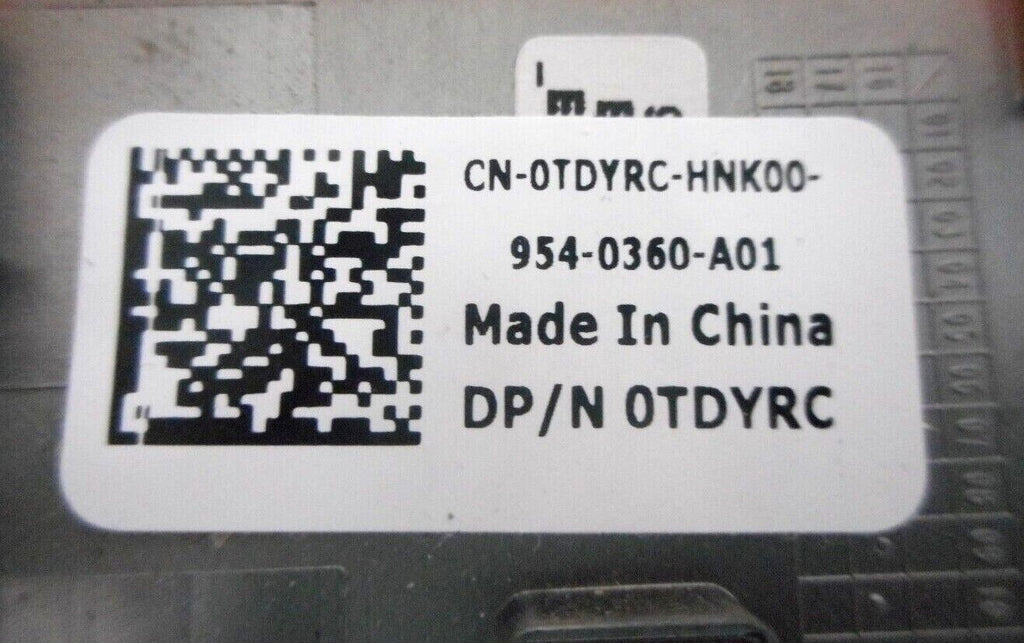 CN-0TDYRC-HNK00-
954-0360-A01
Made In China
DP/N 0TDYRC